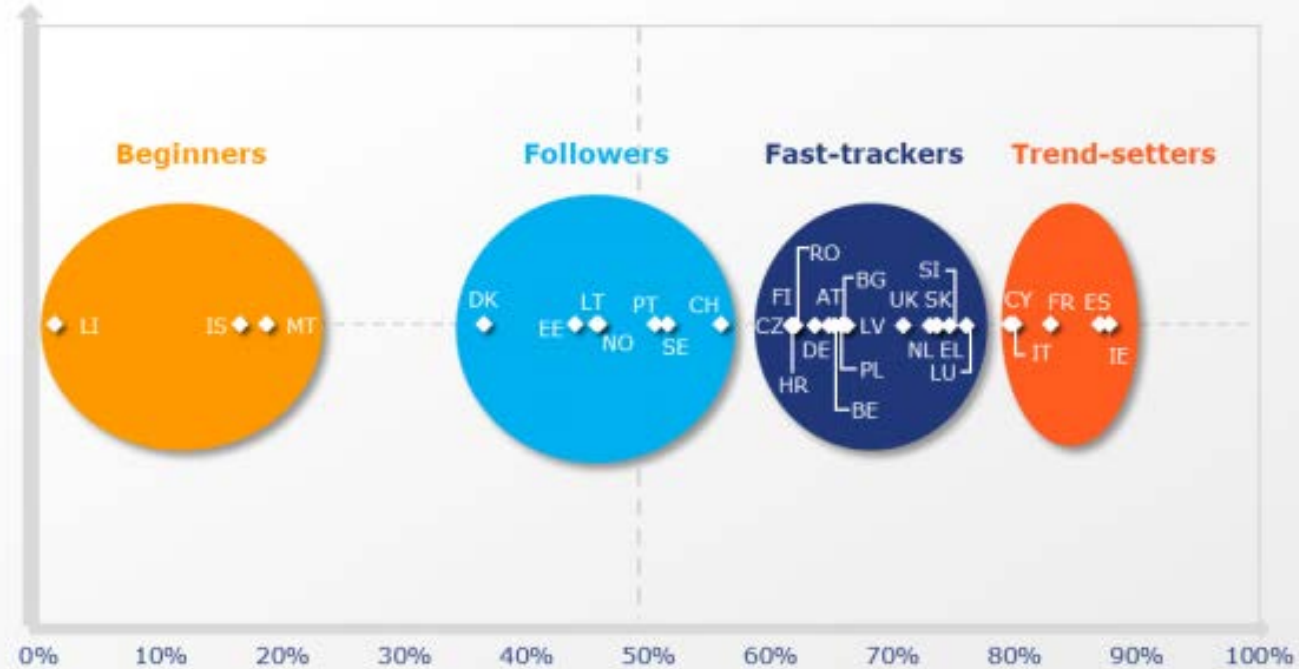 Beginners Followers Fast-trackers Trend-setters
RO
SI
BG
DK LT PT CH FI AT UK SK CY FR ES
LI IS MT EE CZ LV
NO SE DE NL EL IT IE
PL LU
HR
BE
0% 10% 20% 30% 40% 50% 60% 70% 80% 90% 100%